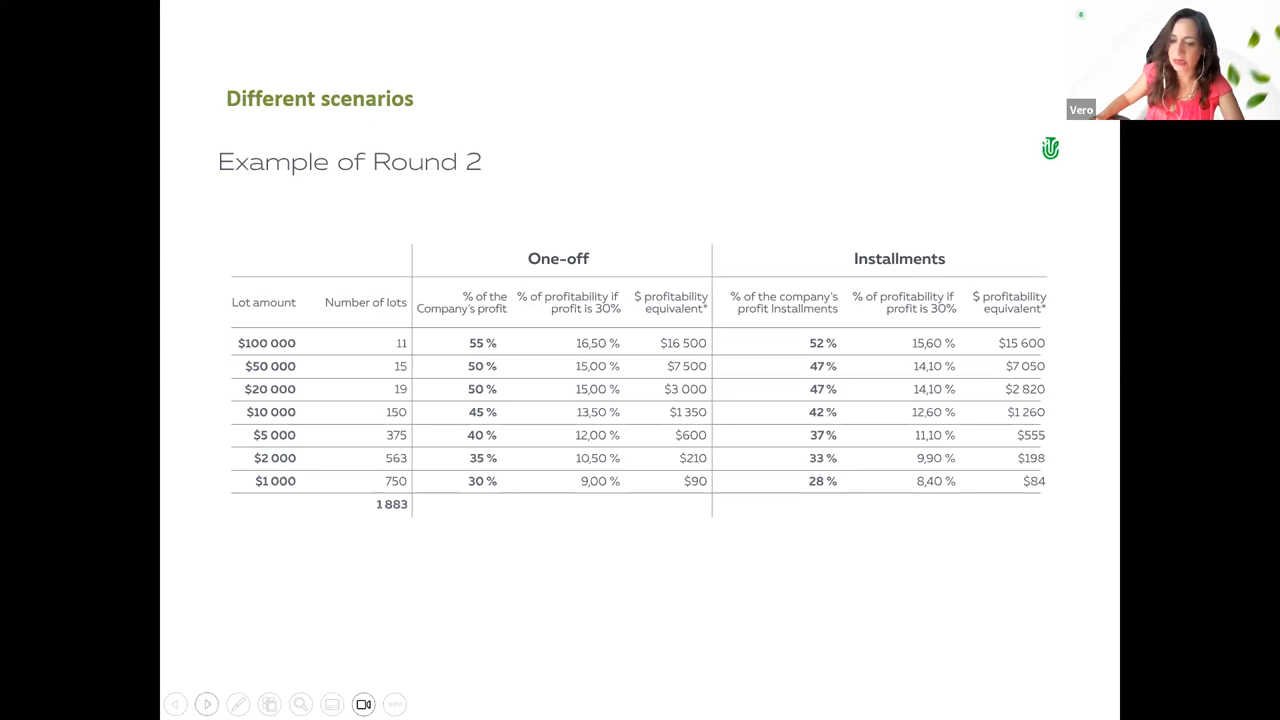 Vero
Different scenarios
Example of Round 2
One-off Installments
Lot amount Number of lots % of the Company's profit % of profitability if profit is 30% $ profitability equivalent* % of the company's profit Installments % of profitability if profit is 30% $ profitability equivalent*
$100 000 11 55 % 16,50 % $16 500 52 % 15,60 % $15 600
$50 000 15 50 % 15,00 % $7 500 47 % 14,10 % $7 050
$20 000 19 50 % 15,00 % $3 000 47 % 14,10 % $2 820
$10 000 150 45 % 13,50 % $1 350 42 % 12,60 % $1 260
$5 000 375 40 % 12,00 % $600 37 % 11,10 % $555
$2 000 563 35 % 10,50 % $210 33 % 9,90 % $198
$1 000 750 30 % 9,00 % $90 28 % 8,40 % $84
1 883